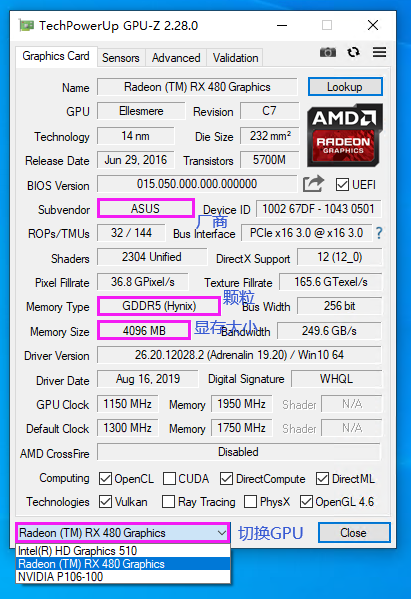 TechPowerUp GPU-Z 2.28.0
Graphics Card Sensors Advanced Validation
Name Radeon (TM) RX 480 Graphics Lookup
GPU Ellesmere Revision C7
AMD
RADEON
GRAPHICS
Technology 14 nm Die Size 232 mm²
Release Date Jun 29, 2016 Transistors 5700M
BIOS Version 015.050.000.000.000000 UEFI
Subvendor ASUS Device ID 1002 67DF - 1043 0501
厂商
ROPs/TMUs 32 / 144 Bus Interface PCIe x16 3.0 @ x16 3.0 ?
Shaders 2304 Unified DirectX Support 12 (12_0)
Pixel Fillrate 36.8 GPixel/s Texture Fillrate 165.6 GTexel/s
颗粒
Memory Type GDDR5 (Hynix) Bus Width 256 bit
Memory Size 4096 MB 显存大小 Bandwidth 249.6 GB/s
Driver Version 26.20.12028.2 (Adrenalin 19.20) / Win10 64
Driver Date Aug 16, 2019 Digital Signature WHQL
GPU Clock 1150 MHz Memory 1950 MHz Shader N/A
Default Clock 1300 MHz Memory 1750 MHz Shader N/A
AMD CrossFire Disabled
Computing OpenCL CUDA DirectCompute DirectML
Technologies Vulkan Ray Tracing PhysX OpenGL 4.6
Radeon (TM) RX 480 Graphics 切换GPU Close
Intel(R) HD Graphics 510
Radeon (TM) RX 480 Graphics
NVIDIA P106-100